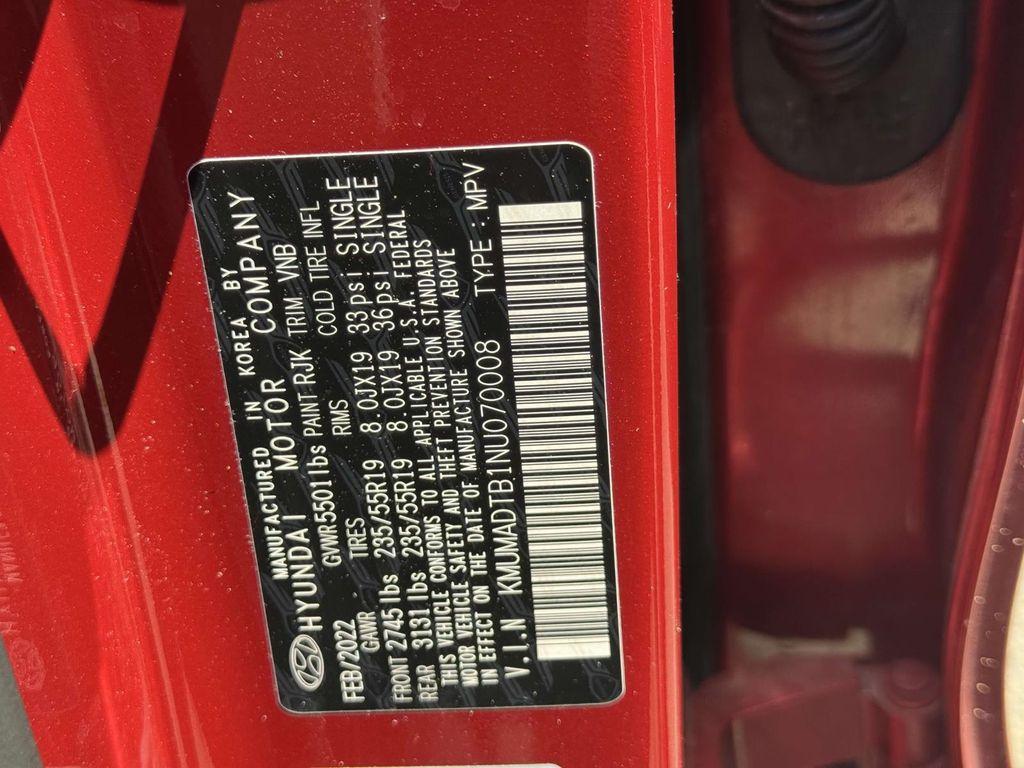 MANUFACTURED IN KOREA BY
HYUNDAI MOTOR COMPANY
FEB/2022 GVWR 5501lbs PAINT RJK TRIM VNB
GAWR TIRES RIMS COLD TIRE INFL
FRONT 2745lbs 235/55R19 8.0JX19 33psi SINGLE
REAR 3131lbs 235/55R19 8.0JX19 36psi SINGLE
THIS VEHICLE CONFORMS TO ALL APPLICABLE U.S.A. FEDERAL
MOTOR VEHICLE SAFETY AND THEFT PREVENTION STANDARDS
IN EFFECT ON THE DATE OF MANUFACTURE SHOWN ABOVE
V.I.N KMUMADTB1NU070008 TYPE : MPV